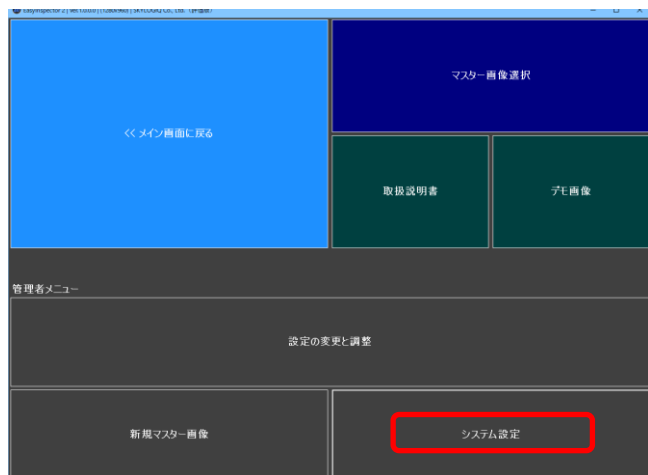 << メイン画面に戻る
マスター画像選択
取扱説明書
デモ画像
管理者メニュー
設定の変更と調整
新規マスター画像
システム設定